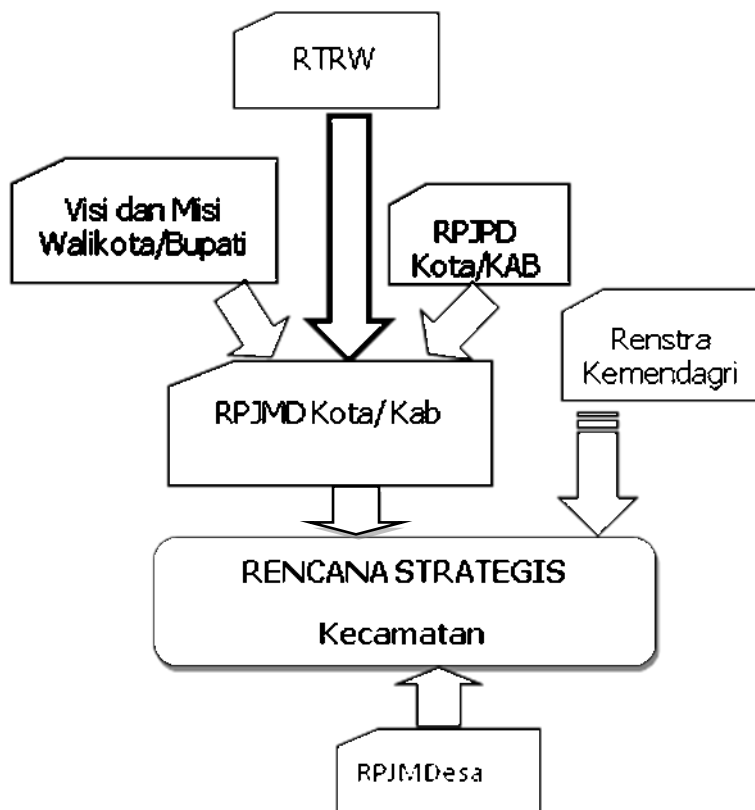 RTRW
Visi dan Misi
Walikota/Bupati
RPJPD
Kota/KAB
Renstra
Kemendagri
RPJMD Kota/ Kab
RENCANA STRATEGIS
Kecamatan
RPJMDesa